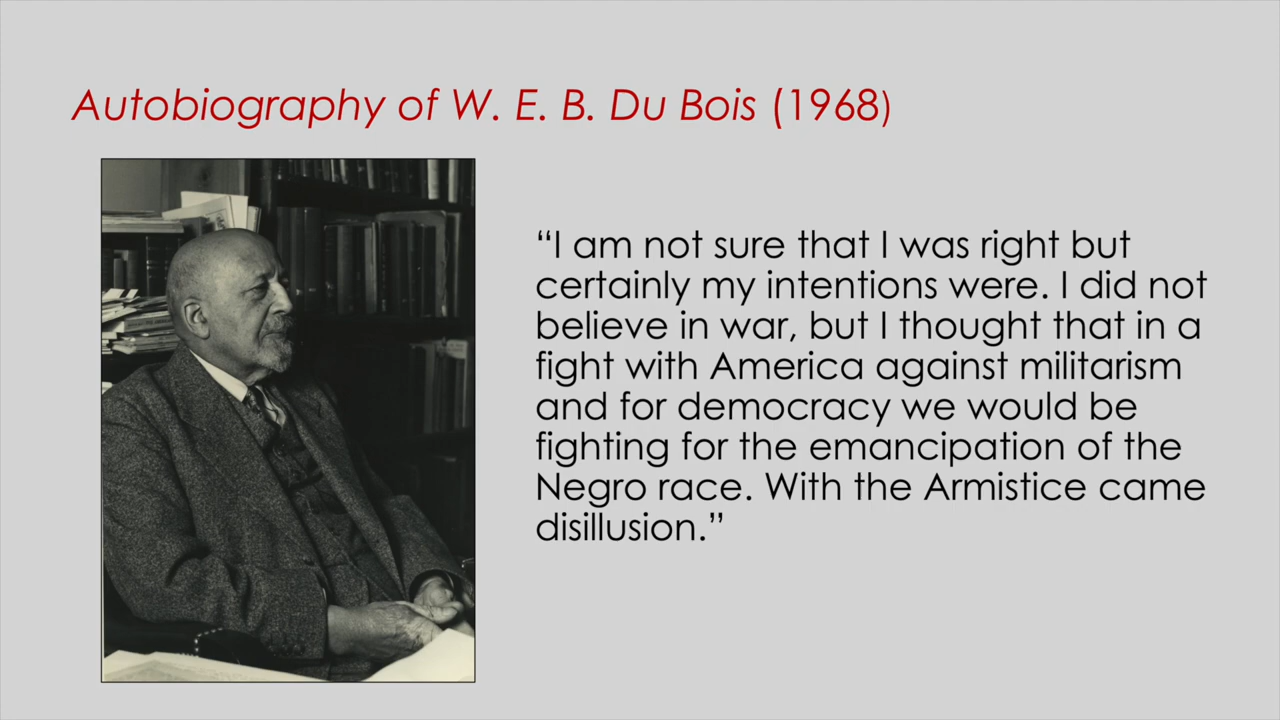 Autobiography of W. E. B. Du Bois (1968)
“I am not sure that I was right but
certainly my intentions were. I did not
believe in war, but I thought that in a
fight with America against militarism
and for democracy we would be
fighting for the emancipation of the
Negro race. With the Armistice came
disillusion.”